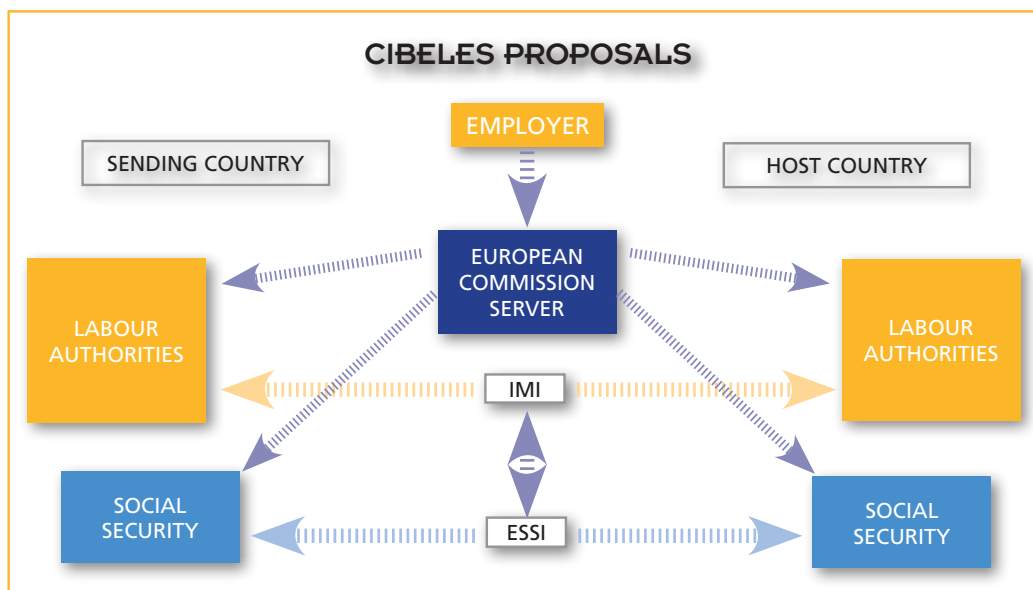 CIBELES PROPOSALS
EMPLOYER
SENDING COUNTRY
HOST COUNTRY
EUROPEAN
COMMISSION
SERVER
LABOUR
AUTHORITIES
LABOUR
AUTHORITIES
IMI
SOCIAL
SECURITY
ESSI
SOCIAL
SECURITY